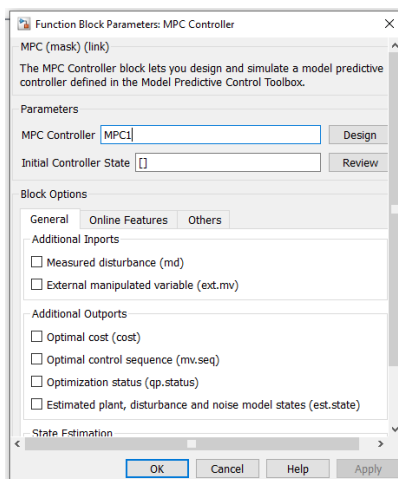 Function Block Parameters: MPC Controller
MPC (mask) (link)
The MPC Controller block lets you design and simulate a model predictive
controller defined in the Model Predictive Control Toolbox.
Parameters
MPC Controller MPC1 Design
Initial Controller State [] Review
Block Options
General Online Features Others
Additional Inports
Measured disturbance (md)
External manipulated variable (ext.mv)
Additional Outports
Optimal cost (cost)
Optimal control sequence (mv.seq)
Optimization status (qp.status)
Estimated plant, disturbance and noise model states (est.state)
State Estimation
OK Cancel Help Apply